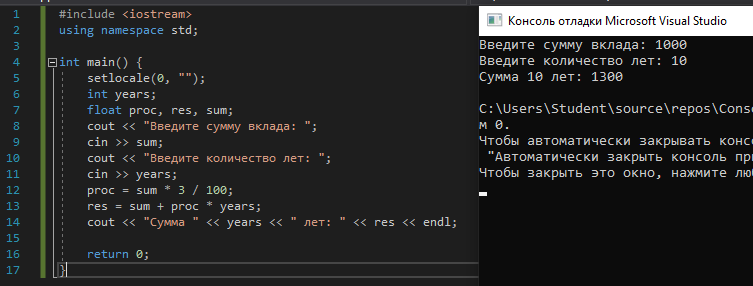 #include <iostream>
using namespace std;
int main() {
setlocale(0, "");
int years;
float proc, res, sum;
cout << "Введите сумму вклада: ";
cin >> sum;
cout << "Введите количество лет: ";
cin >> years;
proc = sum * 3 / 100;
res = sum + proc * years;
cout << "Сумма " << years << " лет: " << res << endl;
return 0;
}
1
2
3
4
5
6
7
8
9
10
11
12
13
14
15
16
17
Консоль отладки Microsoft Visual Studio
Введите сумму вклада: 1000
Введите количество лет: 10
Сумма 10 лет: 1300
C:\Users\Student\source\repos\Conso
м 0.
Чтобы автоматически закрывать консо
"Автоматически закрыть консоль при
Чтобы закрыть это окно, нажмите люб